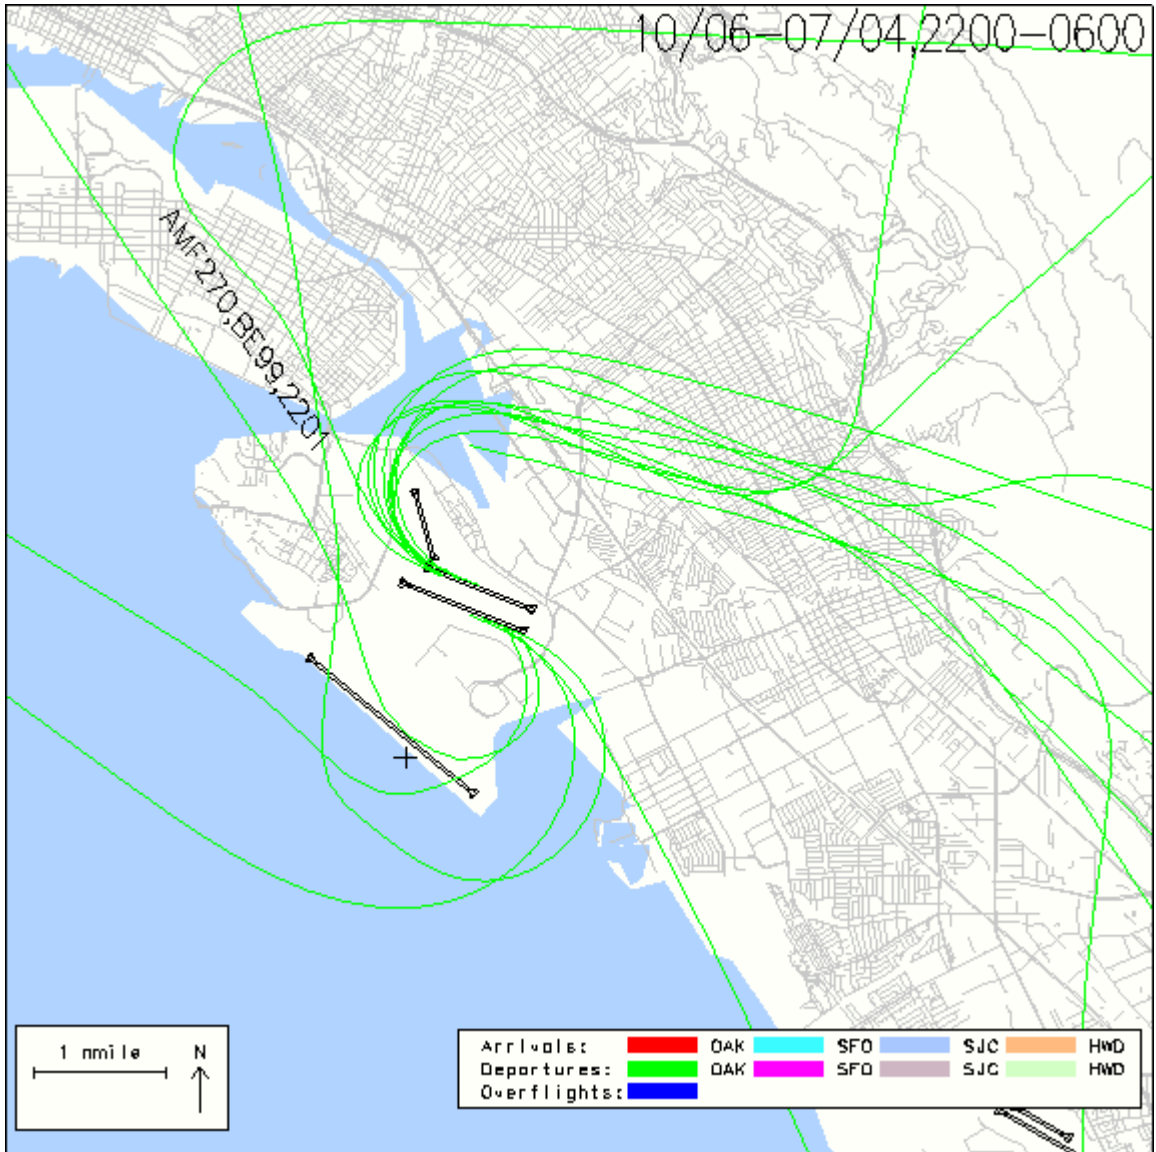 10/06-07/04,2200-0600
AMF270,BE99,2201
1 nmile N
Arrivals: OAK SFO SJC HWD
Departures: OAK SFO SJC HWD
Overflights: